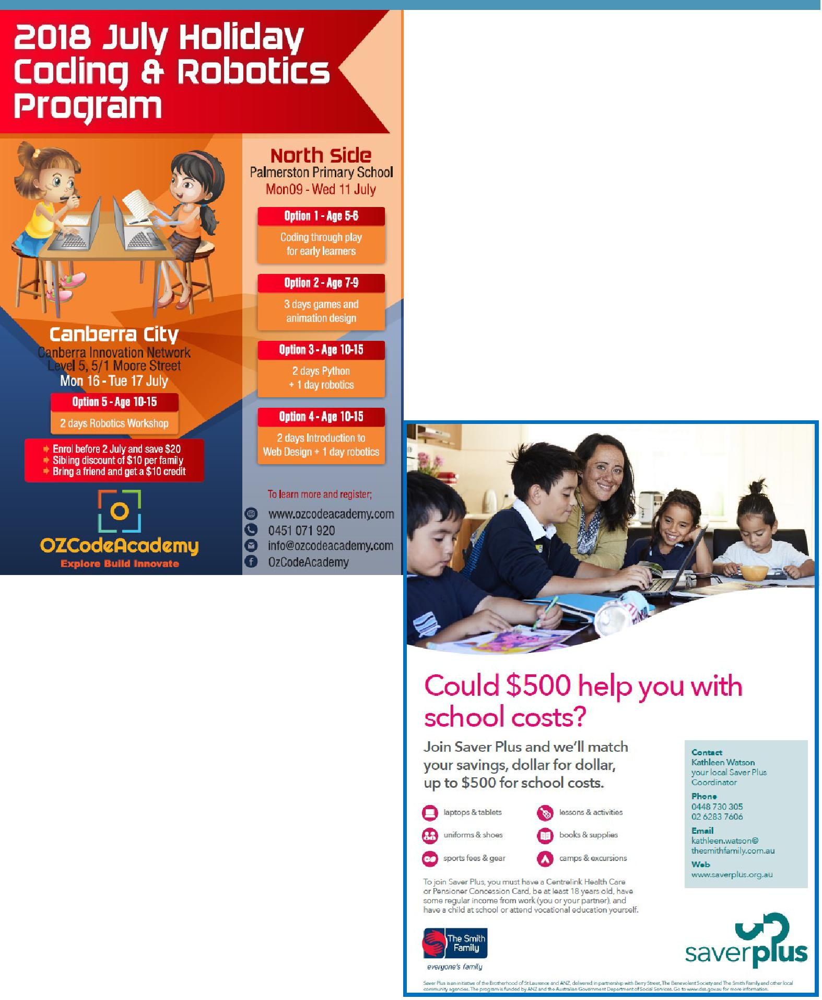 2018 July Holiday
Coding & Robotics
Program
North Side
Palmerston Primary School
Mon09 - Wed 11 July
Option 1 - Age 5-6
Coding through play
for early learners
Option 2 - Age 7-9
3 days games and
animation design
Option 3 - Age 10-15
2 days Python
+ 1 day robotics
Option 4 - Age 10-15
2 days Introduction to
Web Design + 1 day robotics
Canberra City
Canberra Innovation Network
Level 5, 5/1 Moore Street
Mon 16 - Tue 17 July
Option 5 - Age 10-15
2 days Robotics Workshop
Enrol before 2 July and save $20
Sibling discount of $10 per family
Bring a friend and get a $10 credit
O
OZCodeAcademy
Explore Build Innovate
To learn more and register;
www.ozcodeacademy.com
0451 071 920
info@ozcodeacademy.com
f OzCodeAcademy
Could $500 help you with
school costs?
Join Saver Plus and we'll match
your savings, dollar for dollar,
up to $500 for school costs.
laptops & tablets
lessons & activities
uniforms & shoes
books & supplies
sports fees & gear
camps & excursions
To join Saver Plus, you must have a Centrelink Health Care
or Pensioner Concession Card, be at least 18 years old, have
some regular income from work (you or your partner), and
have a child at school or attend vocational education yourself.
Contact
Kathleen Watson
your local Saver Plus
Coordinator
Phone
0448 730 305
02 6283 7606
Email
kathleen.watson@
thesmithfamily.com.au
Web
www.saverplus.org.au
The Smith
Family
everyone's family
saverplus
Saver Plus is an initiative of the Brotherhood of St Laurence and ANZ, delivered in partnership with Berry Street, The Benevolent Society and The Smith Family and other local
community agencies. The program is funded by ANZ and the Australian Government Department of Social Services. Go to www.dss.gov.au for more information.